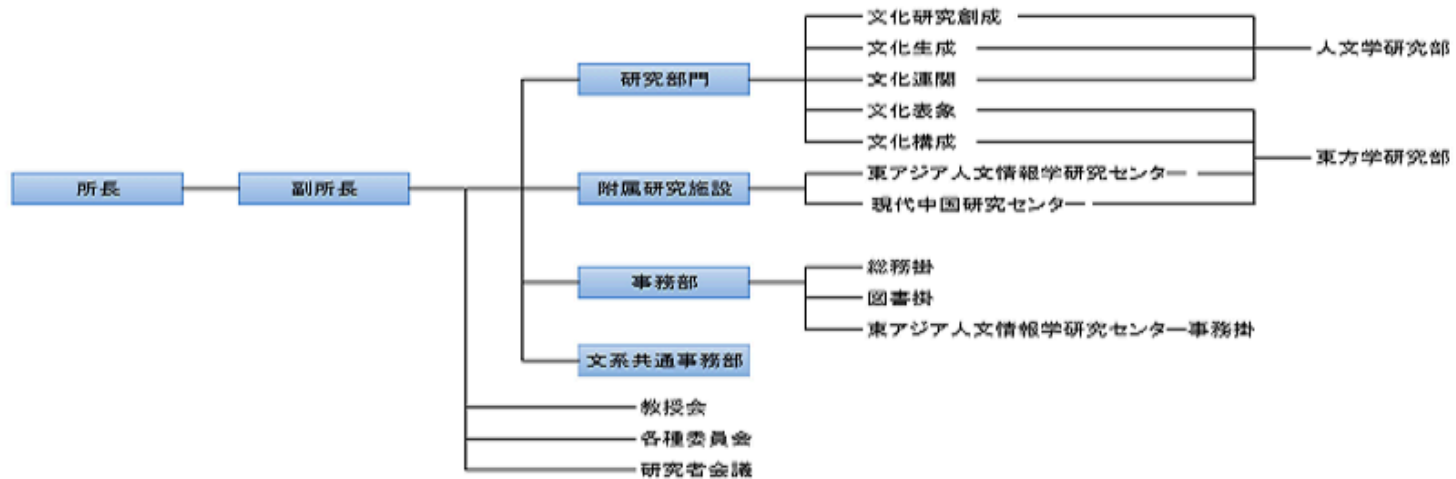 所長
副所長
研究部門
文化研究創成
文化生成
文化連関
文化表象
文化構成
人文学研究部
東方学研究部
附属研究施設
東アジア人文情報学研究センター
現代中国研究センター
事務部
総務掛
図書掛
東アジア人文情報学研究センター事務掛
文系共通事務部
教授会
各種委員会
研究者会議